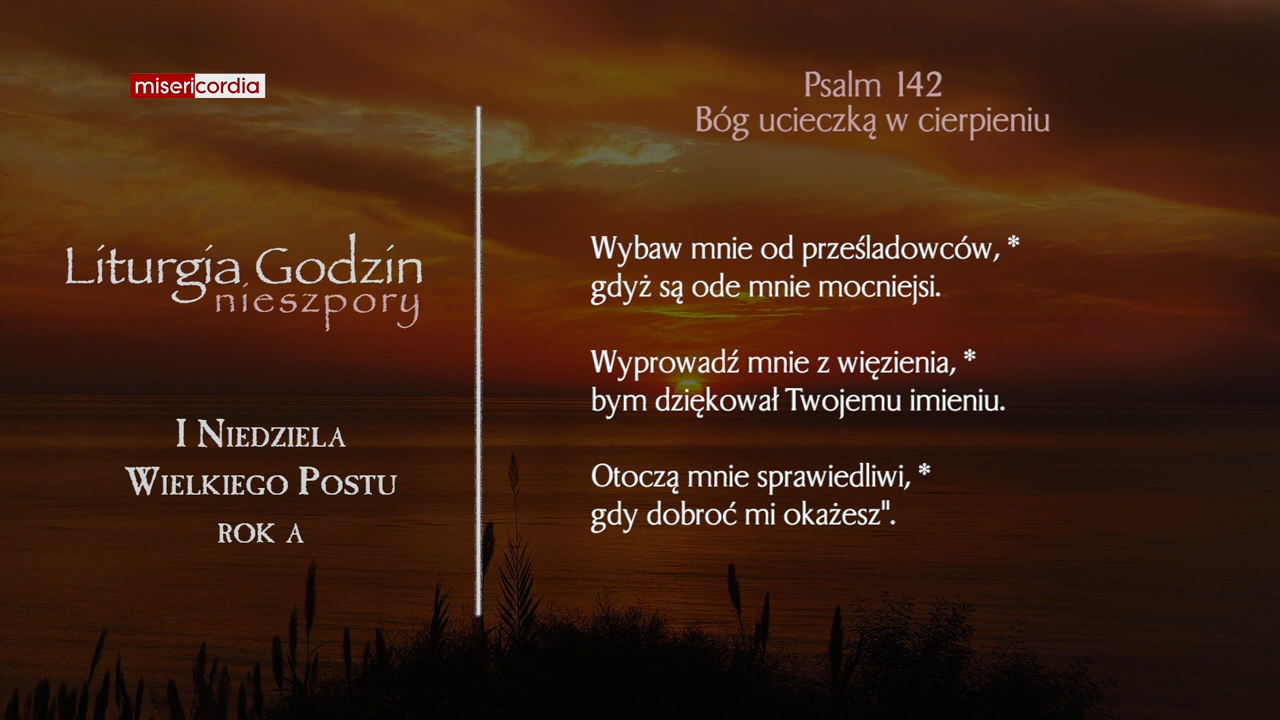 misericordia
Liturgia Godzin
nieszpory
I Niedziela
Wielkiego Postu
rok A
Psalm 142
Bóg ucieczką w cierpieniu
Wybaw mnie od prześladowców, *
gdyż są ode mnie mocniejsi.
Wyprowadź mnie z więzienia, *
bym dziękował Twojemu imieniu.
Otoczą mnie sprawiedliwi, *
gdy dobroć mi okażesz".